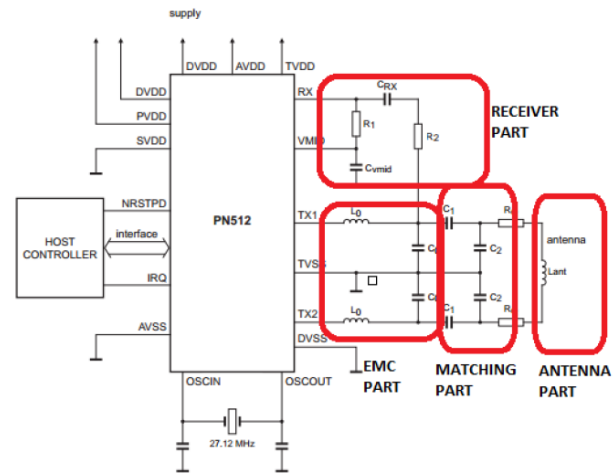 supply
DVDD AVDD TVDD
DVDD
PVDD
SVDD
NRSTPD
HOST CONTROLLER
interface
IRQ
AVSS
PN512
RX
VMID
TX1
TVSS
TX2
DVSS
OSCIN OSCOUT
27.12 MHz
CRX
R1
R2
Cvmid
RECEIVER
PART
L0
C1
C2
antenna
Lant
C2
L0
C1
EMC
PART
MATCHING
PART
ANTENNA
PART